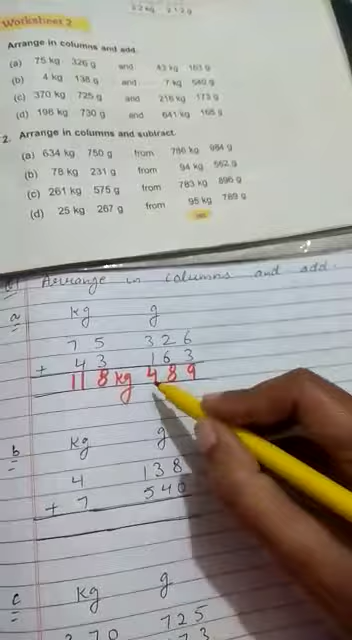 22 kg 212 g
Worksheet 2
Arrange in columns and add.
(a) 75 kg 326 g and 43 kg 163 g
(b) 4 kg 138 g and 7 kg 540 g
(c) 370 kg 725 g and 216 kg 173 g
(d) 196 kg 730 g and 641 kg 165 g
2. Arrange in columns and subtract.
(a) 634 kg 750 g from 786 kg 984 g
(b) 78 kg 231 g from 94 kg 562 g
(c) 261 kg 575 g from 783 kg 896 g
(d) 25 kg 267 g from 95 kg 789 g
Arrange in columns and add.
a kg g
75 326
+ 43 163
118 kg 489
b kg g
4 138
+ 7 540
c kg g
370 725